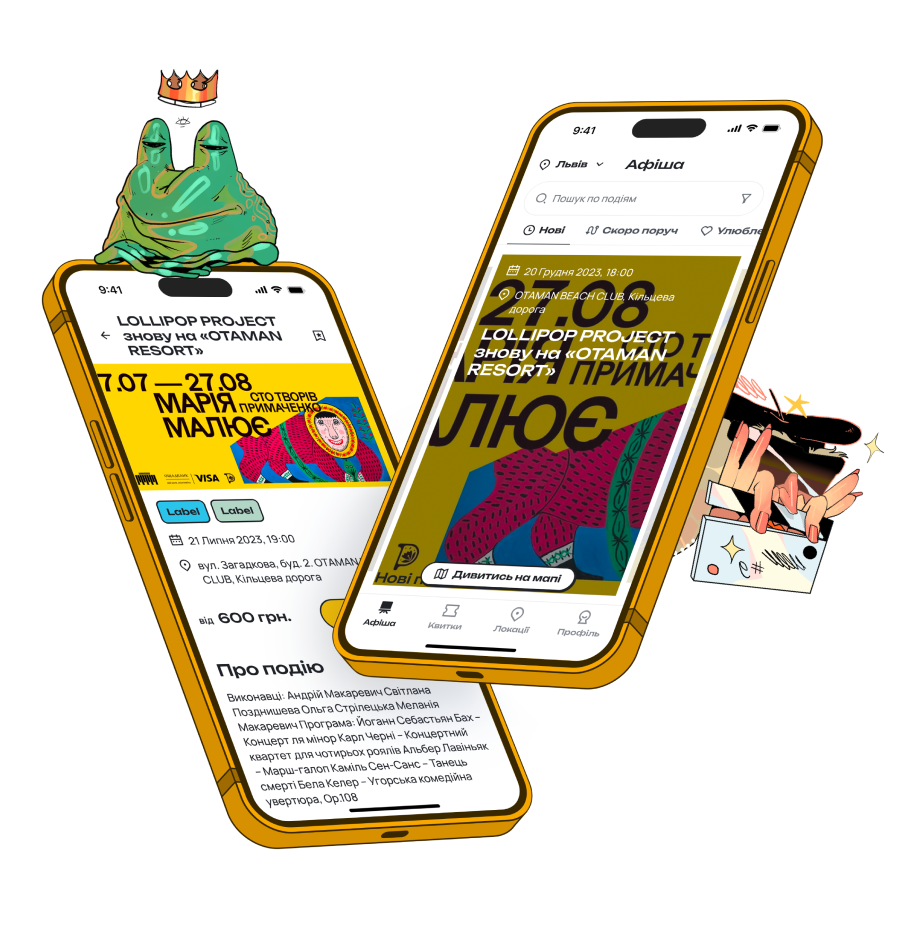 9:41
LOLLIPOP PROJECT
знову на «OTAMAN
RESORT»
7.07 — 27.08
МАРІЯ СТО ТВОРІВ
ПРИМАЧЕНКО
МАЛЮЄ
VISA
Label
Label
21 Липня 2023, 19:00
вул. Загадкова, буд. 2. OTAMAN
CLUB, Кільцева дорога
від 600 грн.
Про подію
Виконавці: Андрій Макаревич Світлана
Позднишева Ольга Стрілецька Меланія
Макаревич Програма: Йоганн Себастьян Бах –
Концерт ля мінор Карл Черні – Концертний
квартет для чотирьох роялів Альбер Лавіньяк
– Марш-галоп Каміль Сен-Санс – Танець
смерті Бела Келер – Угорська комедійна
увертюра, Op.108
9:41
Львів
Афіша
Пошук по подіям
Нові
Скоро поруч
Улюбле
27.08
20 Грудня 2023, 18:00
OTAMAN BEACH CLUB, Кільцева
дорога
LOLLIPOP PROJECT
знову на «OTAMAN
RESORT»
ПРИМАЧ
ЛЮЄ
Нові
Дивитись на мапі
Афіша
Квитки
Локації
Профіль